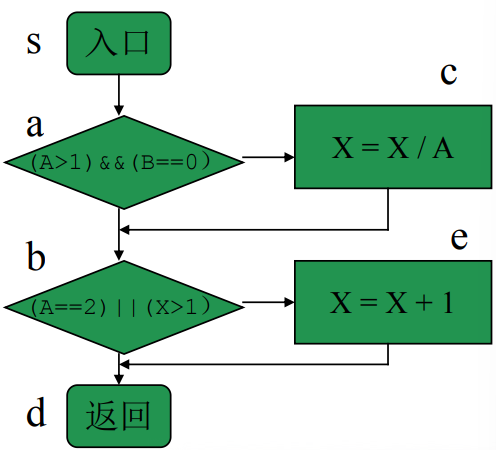 s
入口
c
a
(A>1)&&(B==0)
X = X / A
b
e
(A==2)||(X>1)
X = X + 1
d
返回